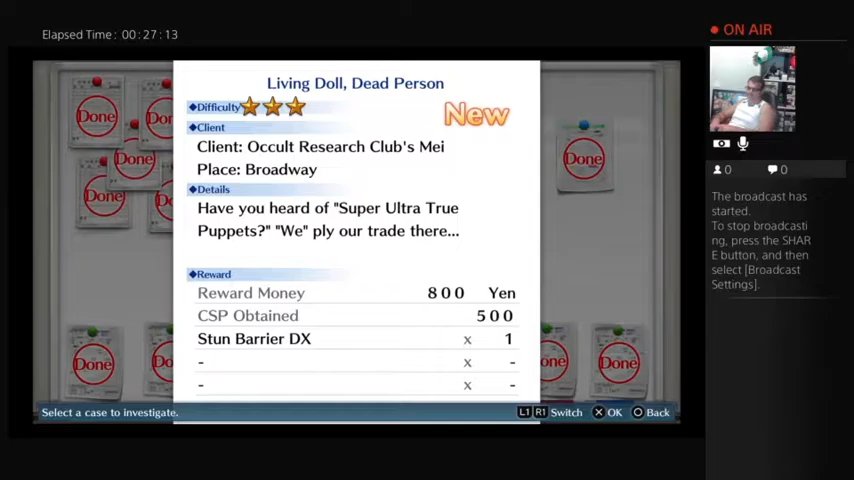 Elapsed Time : 00:27:13
ON AIR
Living Doll, Dead Person
◆Difficulty
New
◆Client
Client: Occult Research Club's Mei
Place: Broadway
◆Details
Have you heard of "Super Ultra True
Puppets?" "We" ply our trade there...
◆Reward
Reward Money 800 Yen
CSP Obtained 500
Stun Barrier DX x 1
- x -
- x -
Done
Done
Done
Done
Done
Done
Done
one
Done
0 0
The broadcast has
started.
To stop broadcasti
ng, press the SHAR
E button, and then
select [Broadcast
Settings].
Select a case to investigate.
L1 R1 Switch OK Back